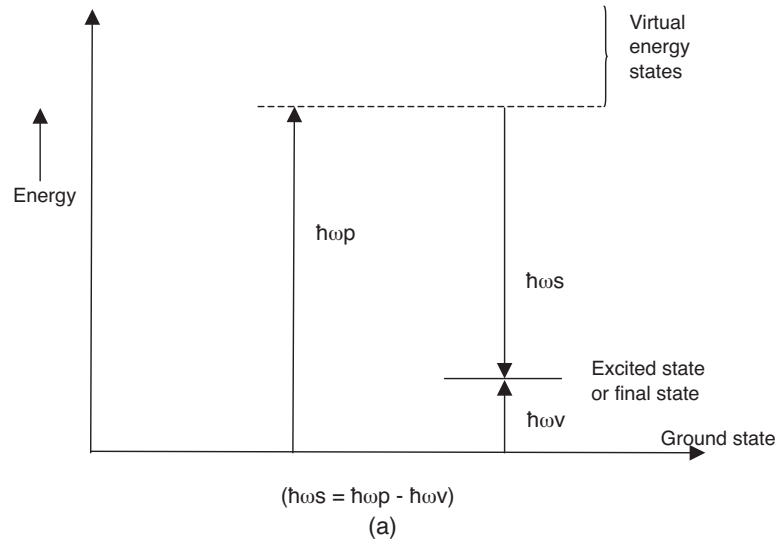 Virtual
energy
states
Energy
ħωp
ħωs
Excited state
or final state
ħωv
Ground state
(ħωs = ħωp - ħωv)
(a)